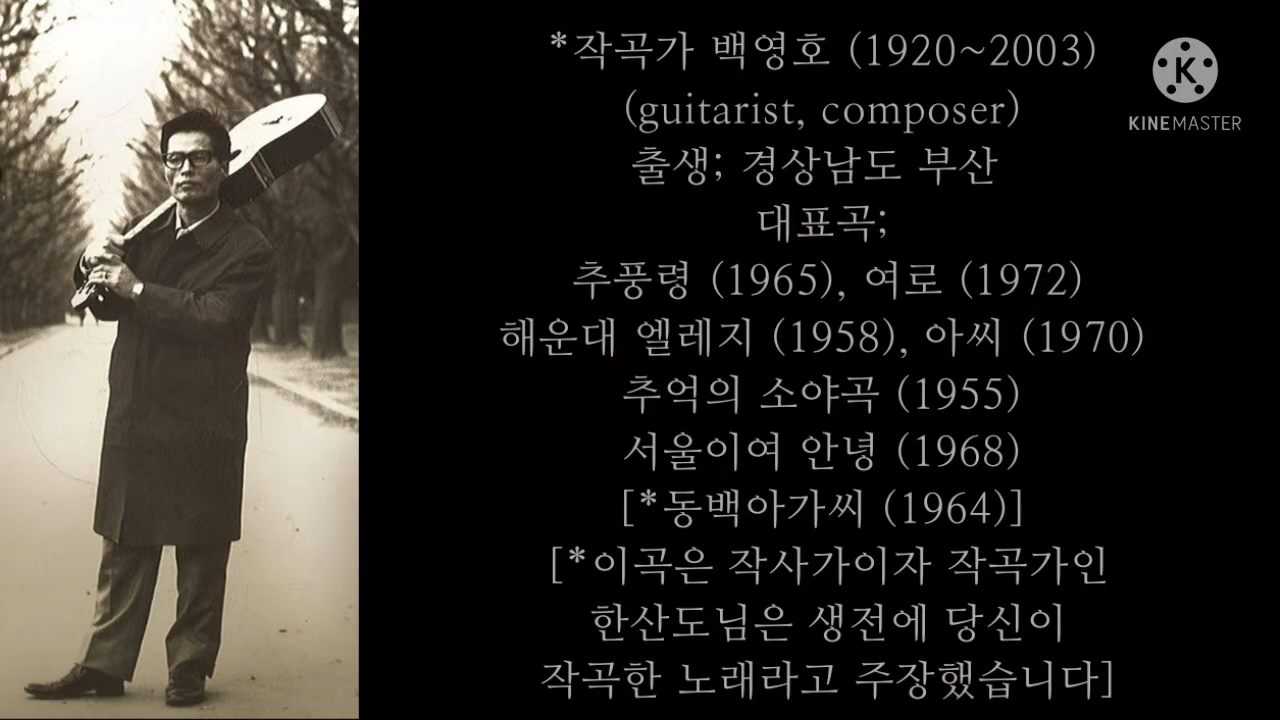 *작곡가 백영호 (1920~2003)
(guitarist, composer)
출생; 경상남도 부산
대표곡;
추풍령 (1965), 여로 (1972)
해운대 엘레지 (1958), 아씨 (1970)
추억의 소야곡 (1955)
서울이여 안녕 (1968)
[*동백아가씨 (1964)]
[*이곡은 작사가이자 작곡가인
한산도님은 생전에 당신이
작곡한 노래라고 주장했습니다]
K
KINEMASTER